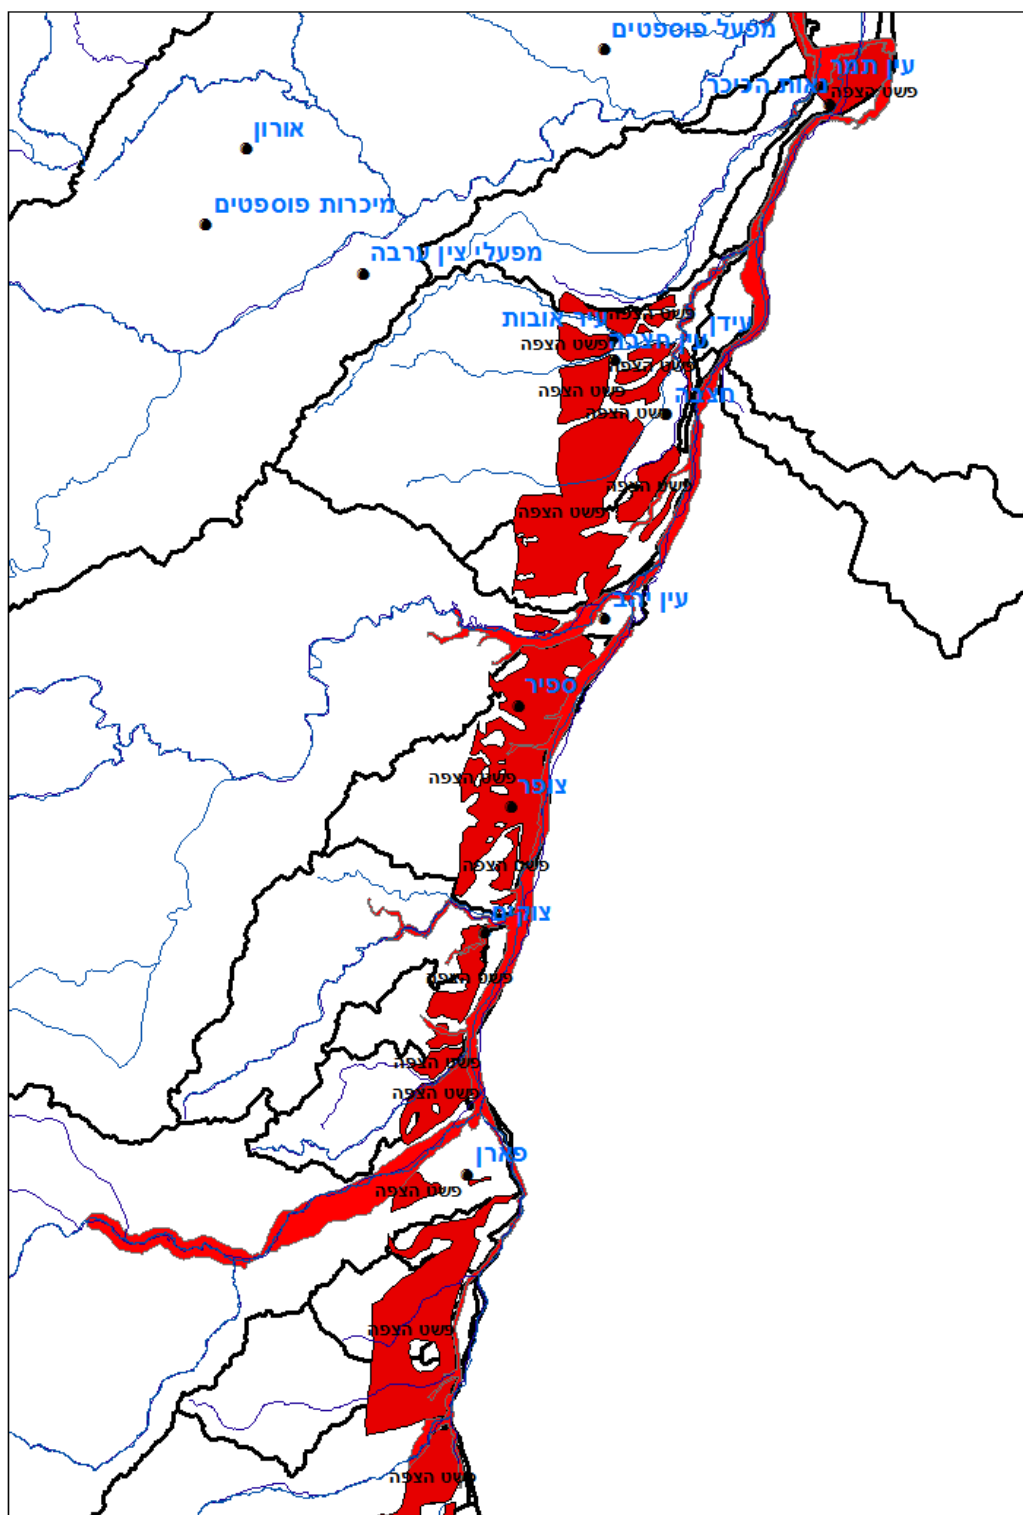 מפעל פוספטים
עין תמר
נאות הכיכר
פשט הצפה
אורון
מיכרות פוספטים
מפעלי צין ערבה
פשט הצפה
עיר אובות
עידן
פשט הצפה
עין חצבה
פשט הצפה
פשט הצפה
חצבה
פשט הצפה
פשט הצפה
פשט הצפה
עין יהב
ספיר
פשט הצפה
צופר
פשט הצפה
צוקים
פשט הצפה
פשט הצפה
פשט הצפה
פארן
פשט הצפה
פשט הצפה
פשט הצפה